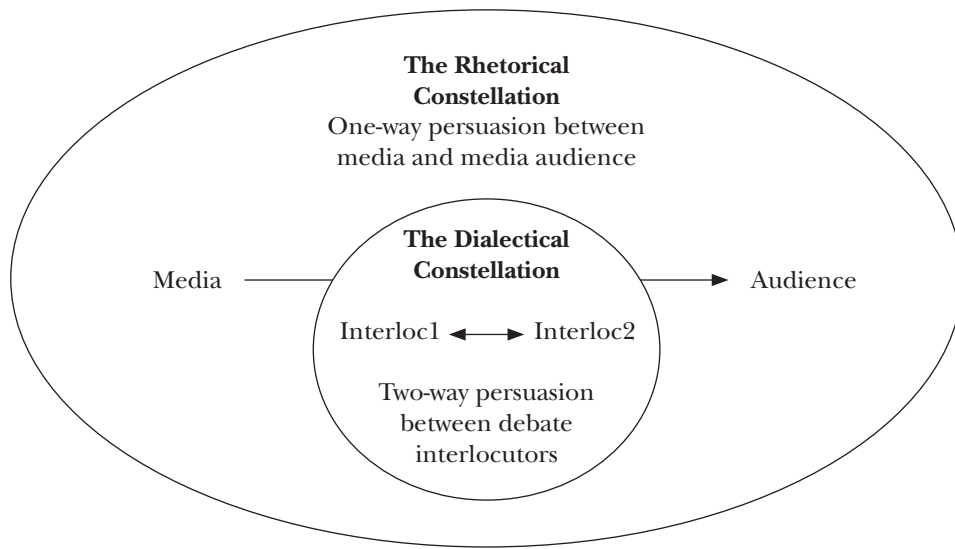 The Rhetorical
Constellation
One-way persuasion between
media and media audience
The Dialectical
Constellation
Media
Audience
Interloc1
Interloc2
Two-way persuasion
between debate
interlocutors